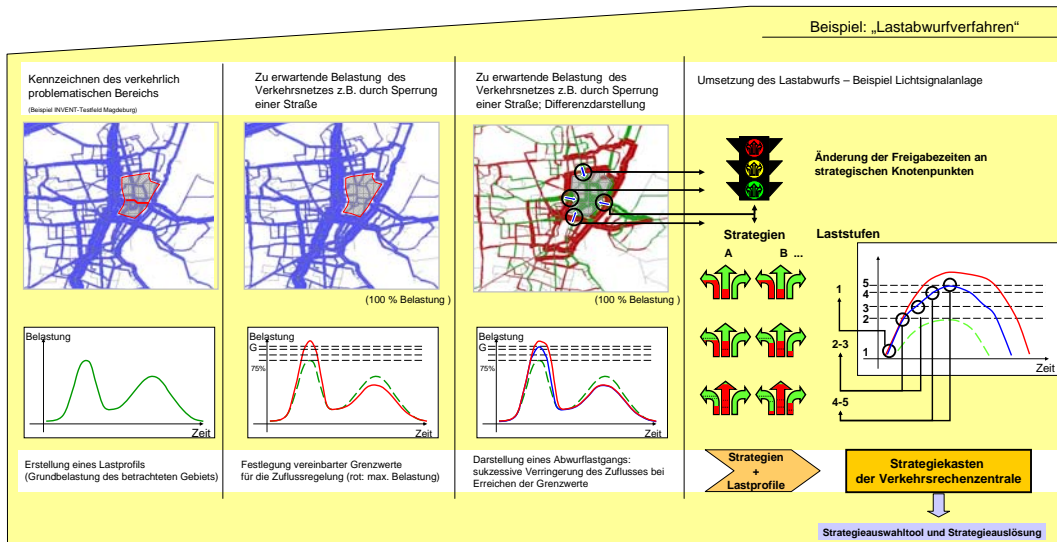 Beispiel: „Lastabwurfverfahren“
Kennzeichnen des verkehrlich
problematischen Bereichs
(Beispiel INVENT-Testfeld Magdeburg)
Zu erwartende Belastung des
Verkehrsnetzes z.B. durch Sperrung
einer Straße
(100 % Belastung )
Zu erwartende Belastung des
Verkehrsnetzes z.B. durch Sperrung
einer Straße; Differenzdarstellung
(100 % Belastung )
Umsetzung des Lastabwurfs – Beispiel Lichtsignalanlage
Änderung der Freigabezeiten an
strategischen Knotenpunkten
Strategien
A
B ...
Laststufen
1
2-3
4-5
5
4
3
2
1
Zeit
Belastung
Zeit
Belastung
G
75%
Zeit
Belastung
G
75%
Zeit
Erstellung eines Lastprofils
(Grundbelastung des betrachteten Gebiets)
Festlegung vereinbarter Grenzwerte
für die Zuflussregelung (rot: max. Belastung)
Darstellung eines Abwurflastgangs:
sukzessive Verringerung des Zuflusses bei
Erreichen der Grenzwerte
Strategien
+
Lastprofile
Strategiekasten
der Verkehrsrechenzentrale
Strategieauswahltool und Strategieauslösung